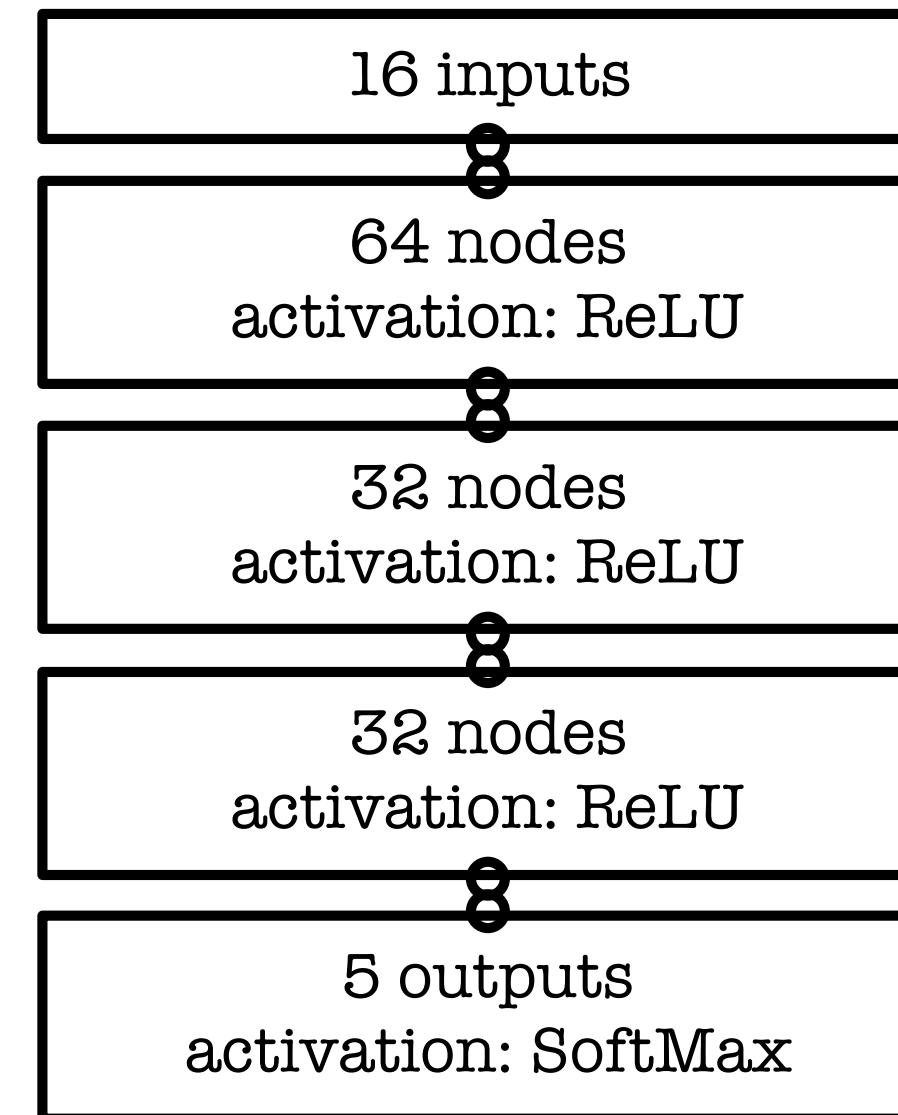 16 inputs
64 nodes
activation: ReLU
32 nodes
activation: ReLU
32 nodes
activation: ReLU
5 outputs
activation: SoftMax